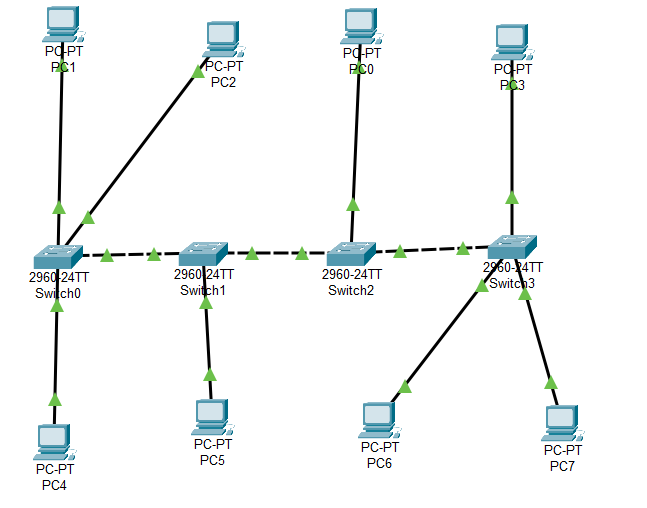 PC-PT
PC1
PC-PT
PC2
PC-PT
PC0
PC-PT
PC3
2960-24TT
Switch0
2960-24TT
Switch1
2960-24TT
Switch2
2960-24TT
Switch3
PC-PT
PC4
PC-PT
PC5
PC-PT
PC6
PC-PT
PC7